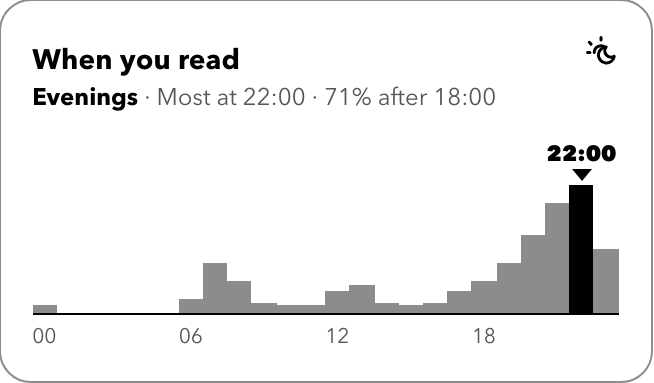 When you read
Evenings · Most at 22:00 · 71% after 18:00
22:00
00 06 12 18